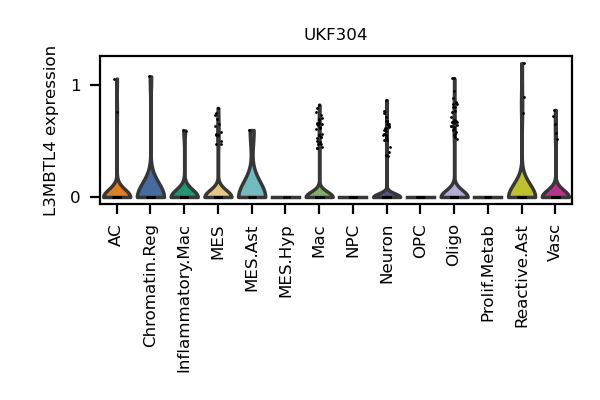 UKF304
L3MBTL4 expression
1
0
AC
Chromatin.Reg
Inflammatory.Mac
MES
MES.Ast
MES.Hyp
Mac
NPC
Neuron
OPC
Oligo
Prolif.Metab
Reactive.Ast
Vasc